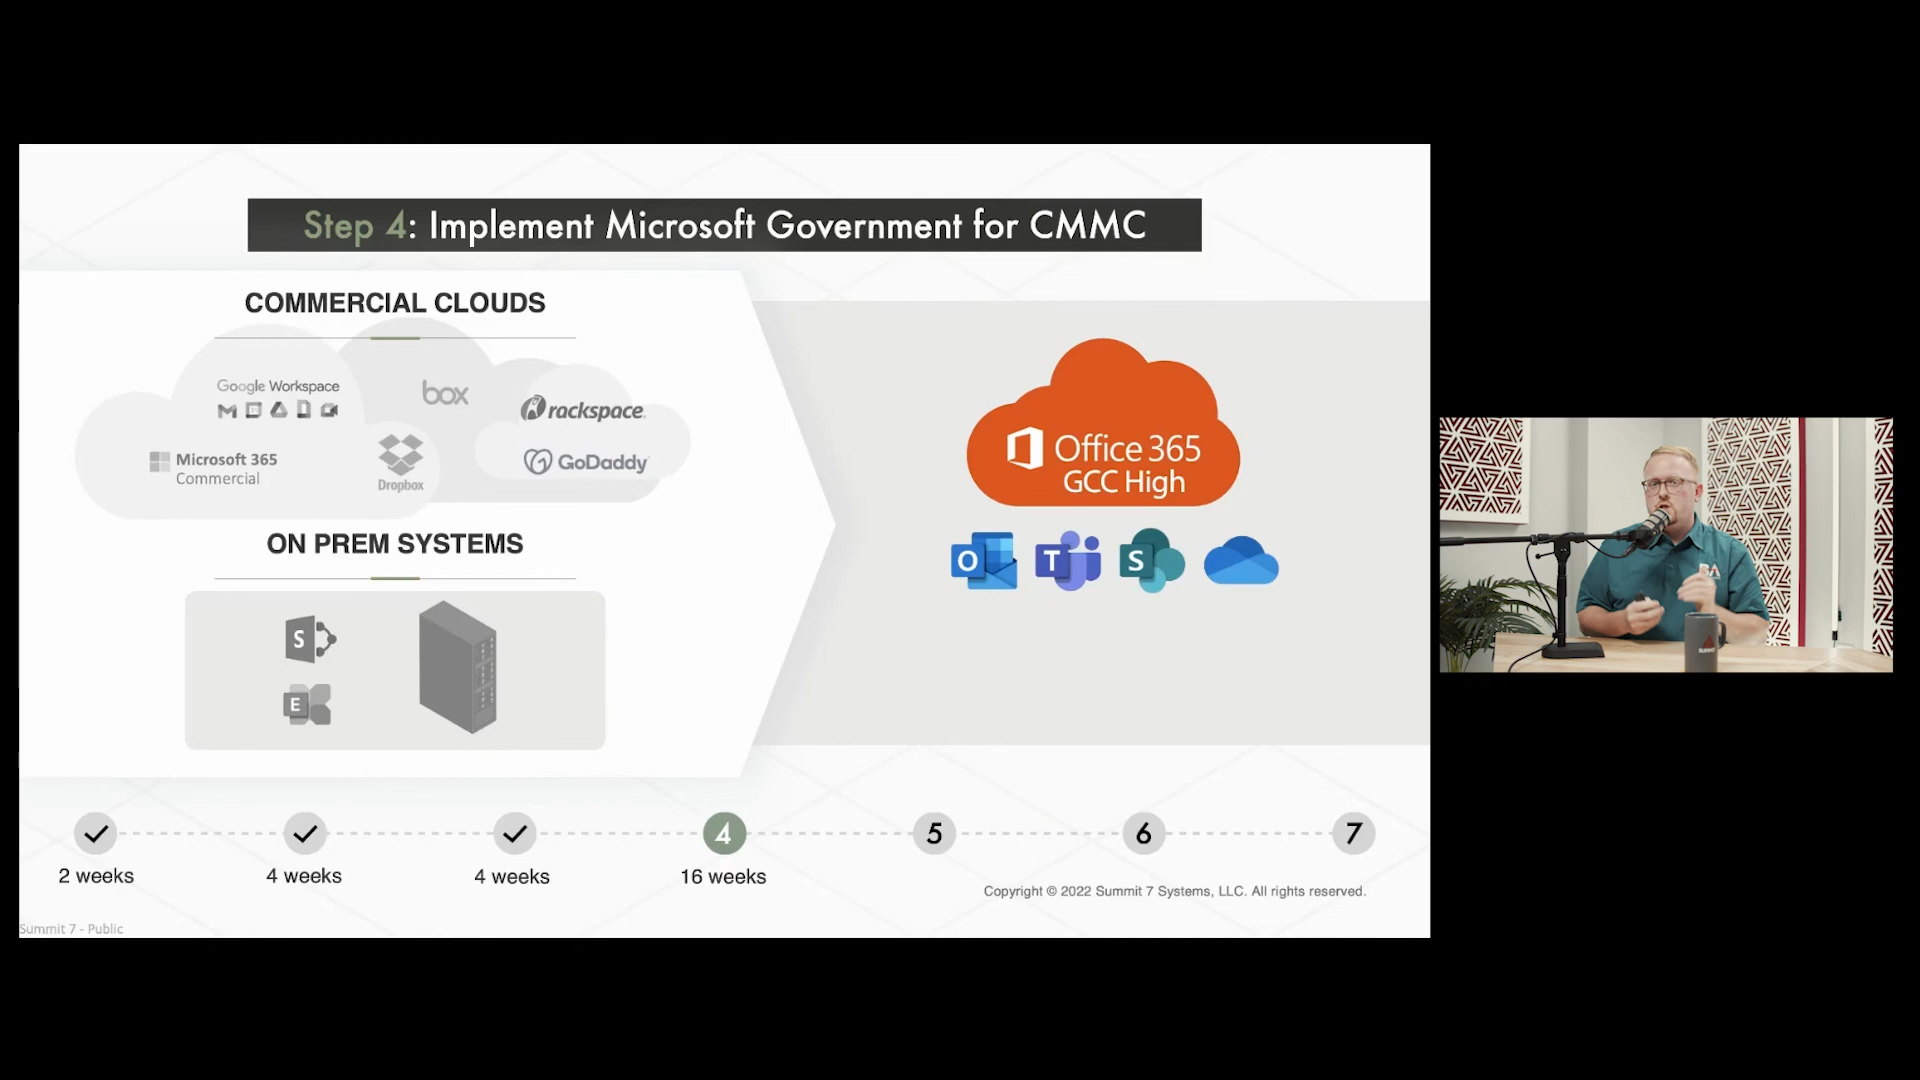 Step 4: Implement Microsoft Government for CMMC
COMMERCIAL CLOUDS
Google Workspace
box
rackspace.
Microsoft 365
Commercial
Dropbox
GoDaddy
ON PREM SYSTEMS
S
E
Office 365
GCC High
O
T
S
4
5
6
7
2 weeks
4 weeks
4 weeks
16 weeks
Copyright © 2022 Summit 7 Systems, LLC. All rights reserved.
Summit 7 - Public
SUMMIT